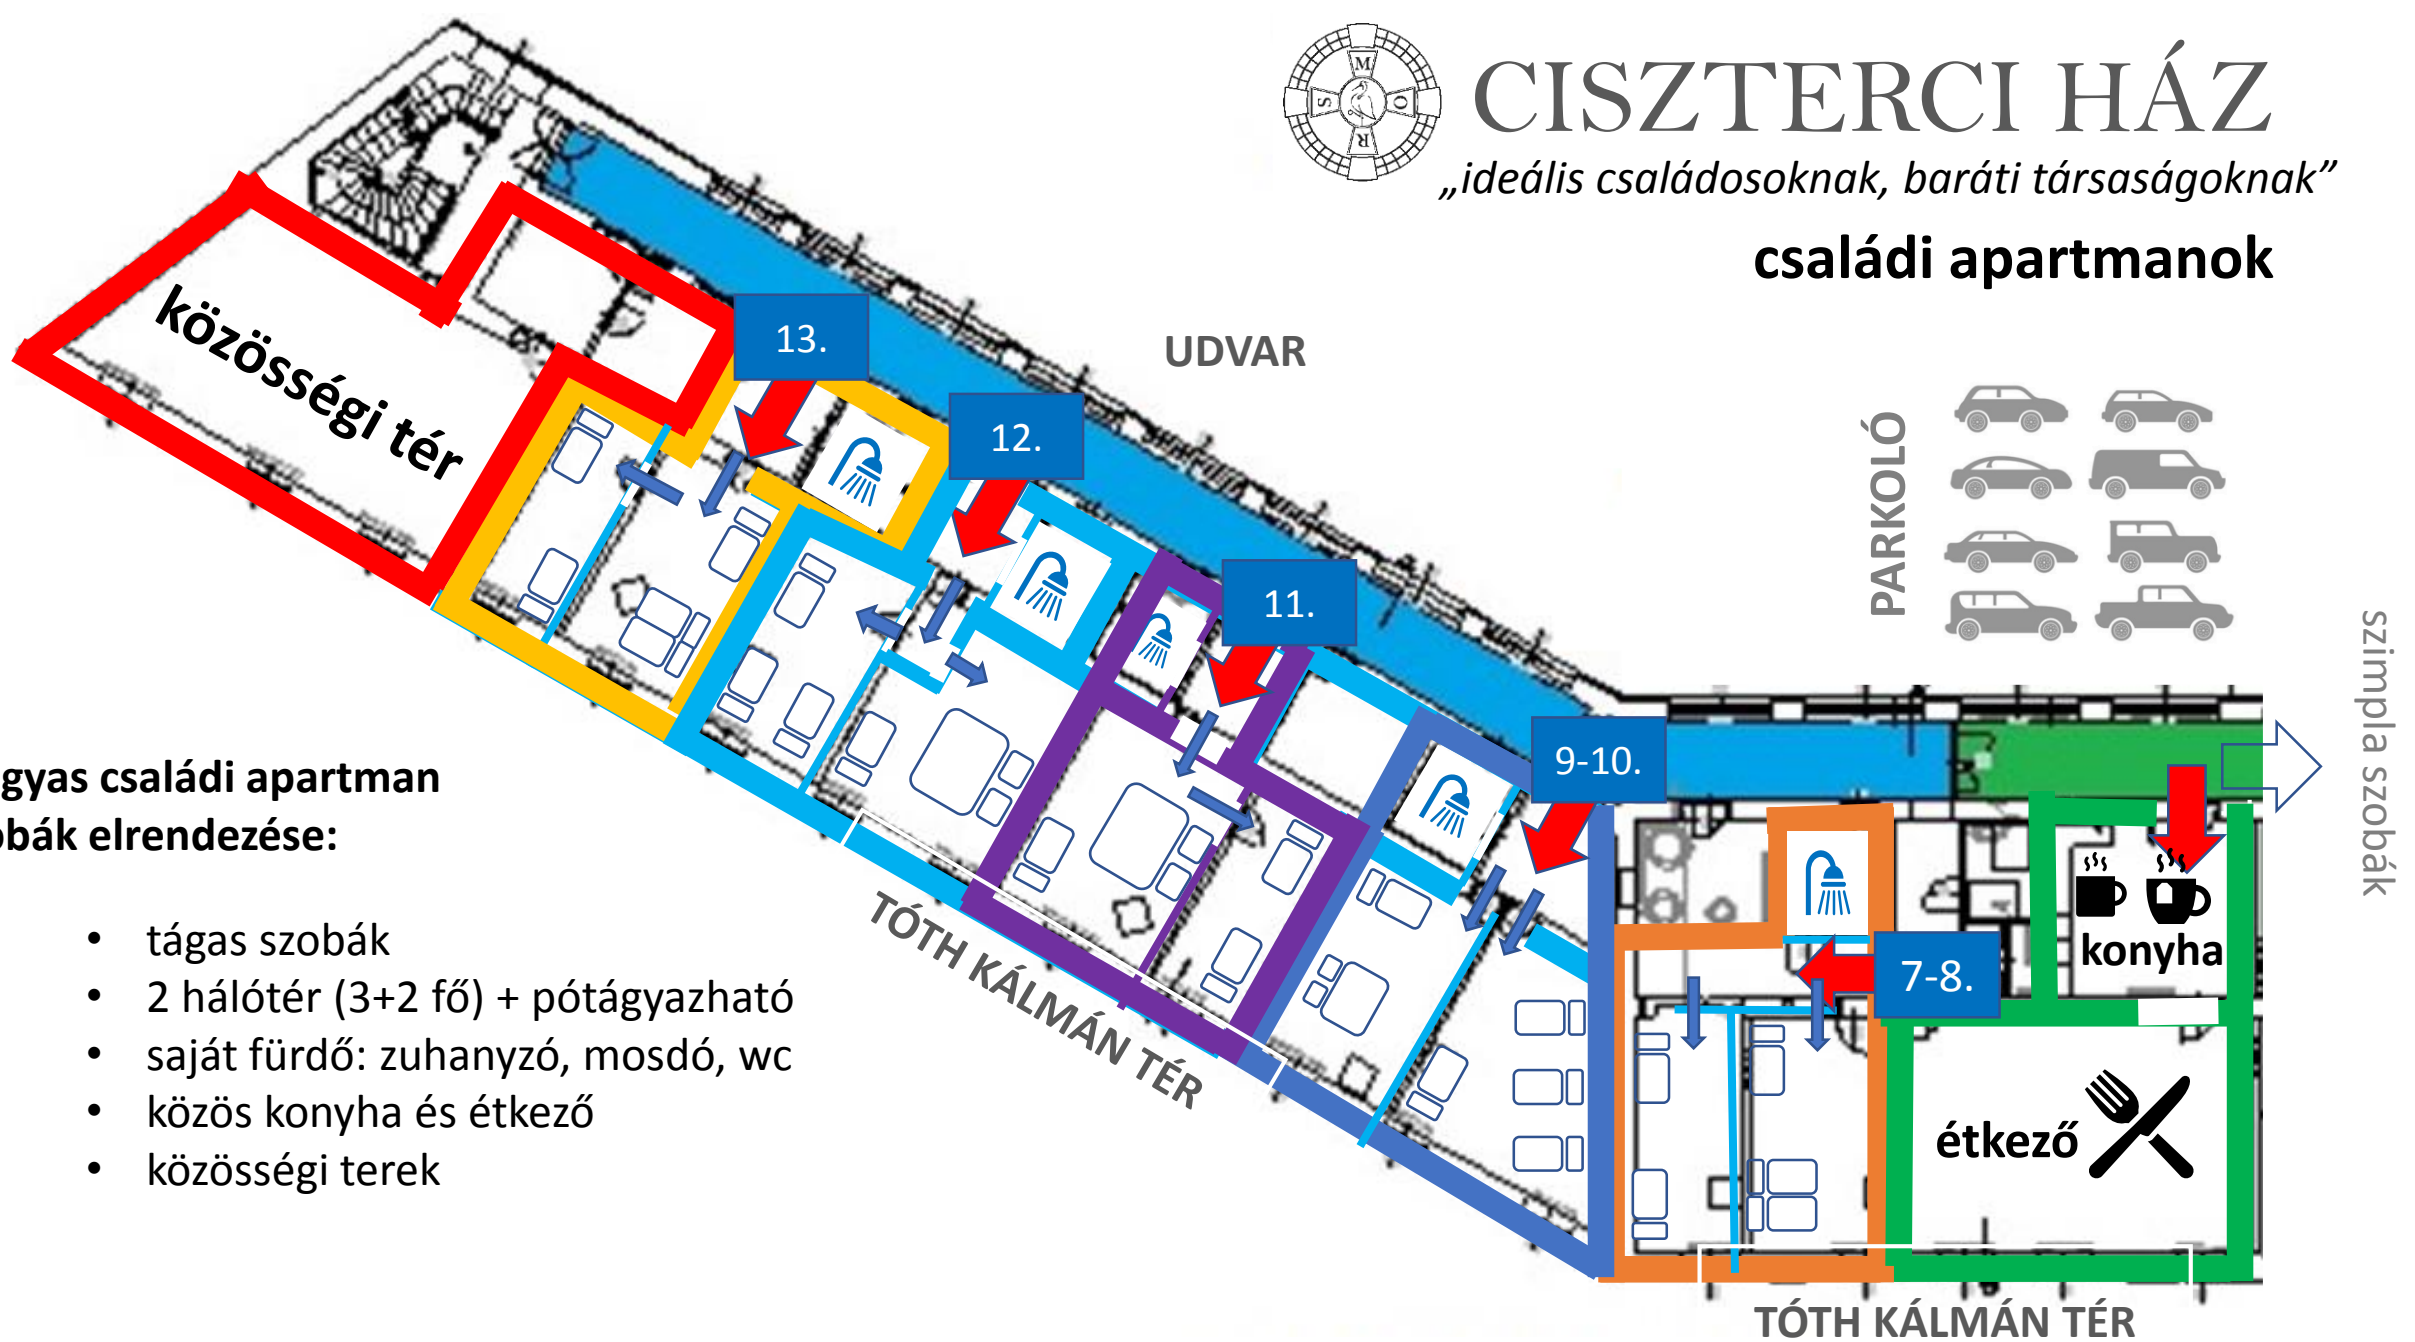 CISZTERCI HÁZ
„ideális családosoknak, baráti társaságoknak”
családi apartmanok
M
S
O
R
UDVAR
PARKOLÓ
szimpla szobák
közösségi tér
13.
12.
11.
9-10.
7-8.
konyha
étkező
TÓTH KÁLMÁN TÉR
TÓTH KÁLMÁN TÉR
gyas családi apartman
obák elrendezése:
• tágas szobák
• 2 hálótér (3+2 fő) + pótágyazható
• saját fürdő: zuhanyzó, mosdó, wc
• közös konyha és étkező
• közösségi terek